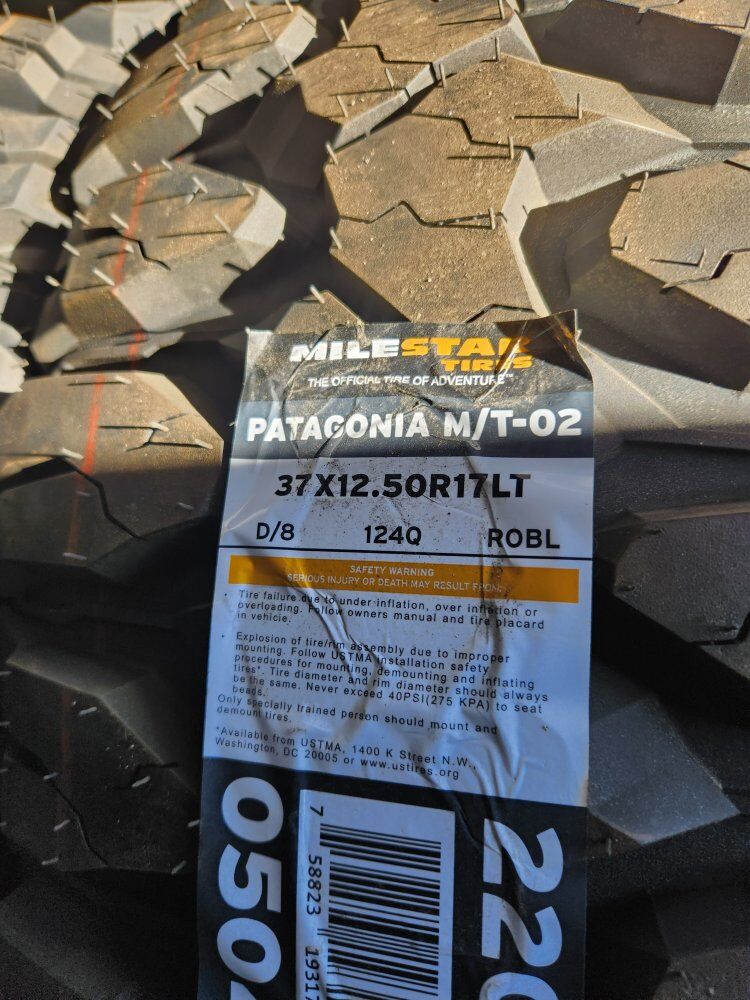 MILESTAR
TIRES
THE OFFICIAL TIRE OF ADVENTURE™
PATAGONIA M/T-02
37X12.50R17LT
D/8 124Q ROBL
SAFETY WARNING
SERIOUS INJURY OR DEATH MAY RESULT FROM:
Tire failure due to under inflation, over inflation or
overloading. Follow owners manual and tire placard
in vehicle.
Explosion of tire/rim assembly due to improper
mounting. Follow USTMA installation safety
procedures for mounting, demounting and inflating
tires*. Tire diameter and rim diameter should always
be the same. Never exceed 40PSI(275 KPA) to seat
beads.
Only specially trained person should mount and
demount tires.
*Available from USTMA, 1400 K Street N.W.,
Washington, DC 20005 or www.ustires.org
050
7 58823 1931
220